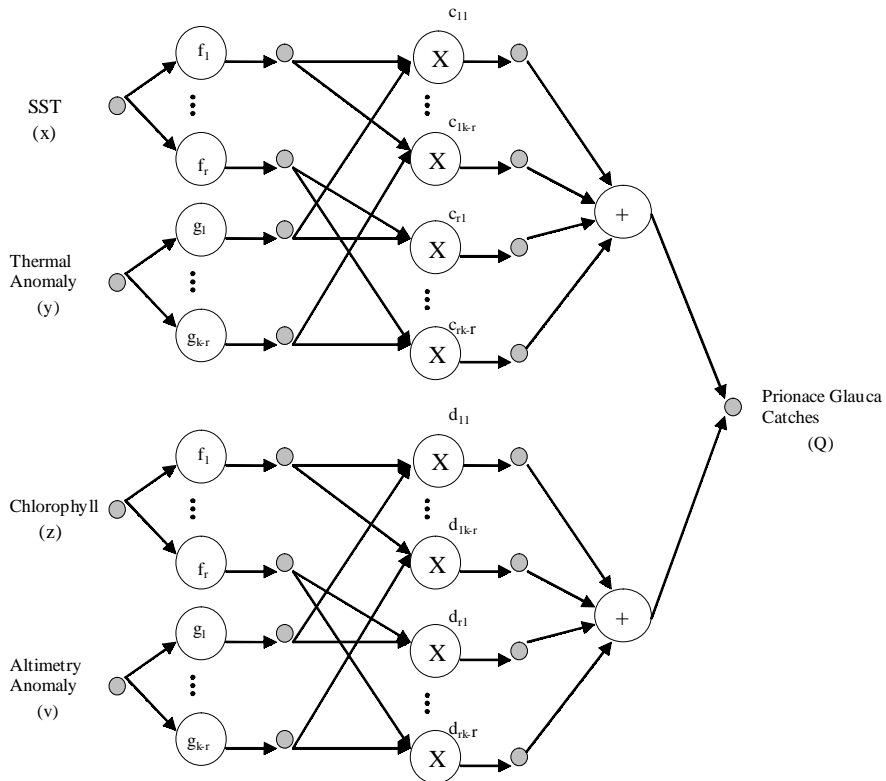 c11
f1
X
SST
(x)
c1k-r
fr
X
cr1
g1
X
+
Thermal
Anomaly
(y)
crk-r
gk-r
X
Prionace Glauca
Catches
(Q)
d11
f1
X
Chlorophyll
(z)
d1k-r
fr
X
dr1
g1
X
+
Altimetry
Anomaly
(v)
drk-r
gk-r
X